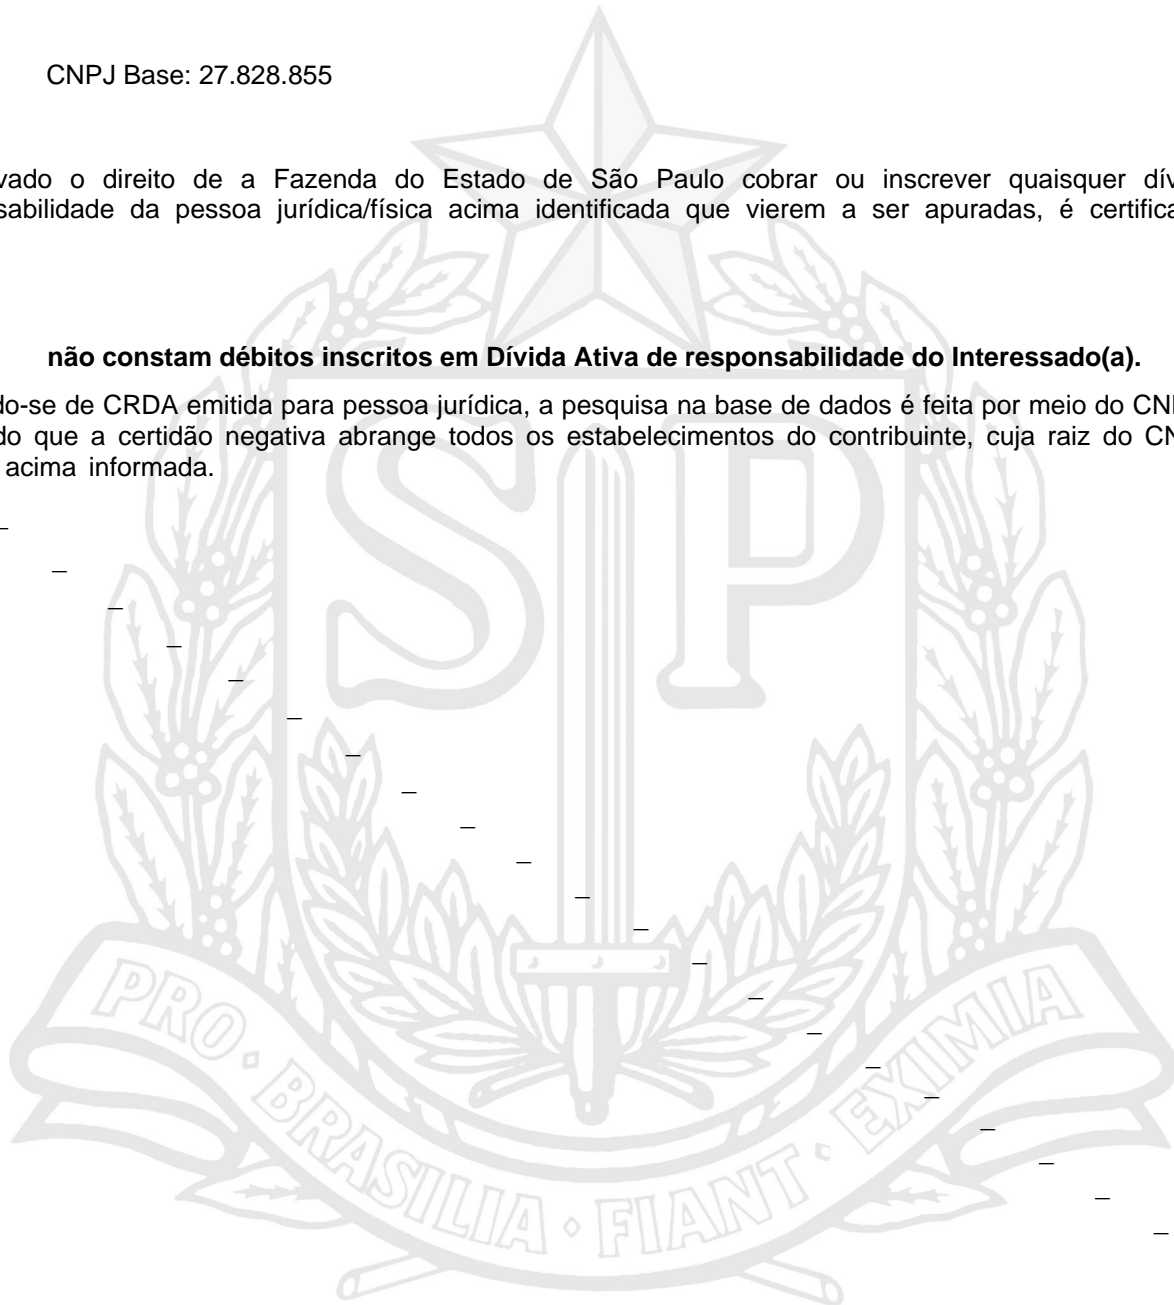 CNPJ Base: 27.828.855
vado o direito de a Fazenda do Estado de São Paulo cobrar ou inscrever quaisquer dív
sabilidade da pessoa jurídica/física acima identificada que vierem a ser apuradas, é certifica
não constam débitos inscritos em Dívida Ativa de responsabilidade do Interessado(a).
do-se de CRDA emitida para pessoa jurídica, a pesquisa na base de dados é feita por meio do CN
do que a certidão negativa abrange todos os estabelecimentos do contribuinte, cuja raiz do CN
acima informada.
SP
PRO • BRASILIA • FIANT • EXIMIA